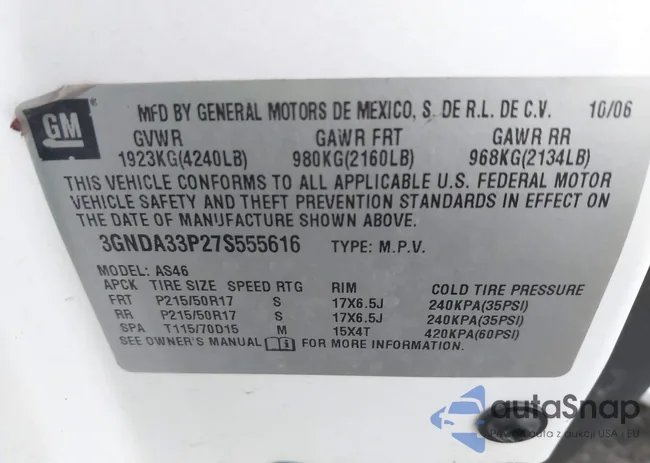 GM
MFD BY GENERAL MOTORS DE MEXICO, S. DE R.L. DE C.V. 10/06
GVWR GAWR FRT GAWR RR
1923KG(4240LB) 980KG(2160LB) 968KG(2134LB)
THIS VEHICLE CONFORMS TO ALL APPLICABLE U.S. FEDERAL MOTOR
VEHICLE SAFETY AND THEFT PREVENTION STANDARDS IN EFFECT ON
THE DATE OF MANUFACTURE SHOWN ABOVE.
3GNDA33P27S555616 TYPE: M.P.V.
MODEL: AS46
APCK TIRE SIZE SPEED RTG RIM COLD TIRE PRESSURE
FRT P215/50R17 S 17X6.5J 240KPA(35PSI)
RR P215/50R17 S 17X6.5J 240KPA(35PSI)
SPA T115/70D15 M 15X4T 420KPA(60PSI)
SEE OWNER'S MANUAL i FOR MORE INFORMATION.
autoSnap
auta z aukcji USA i EU